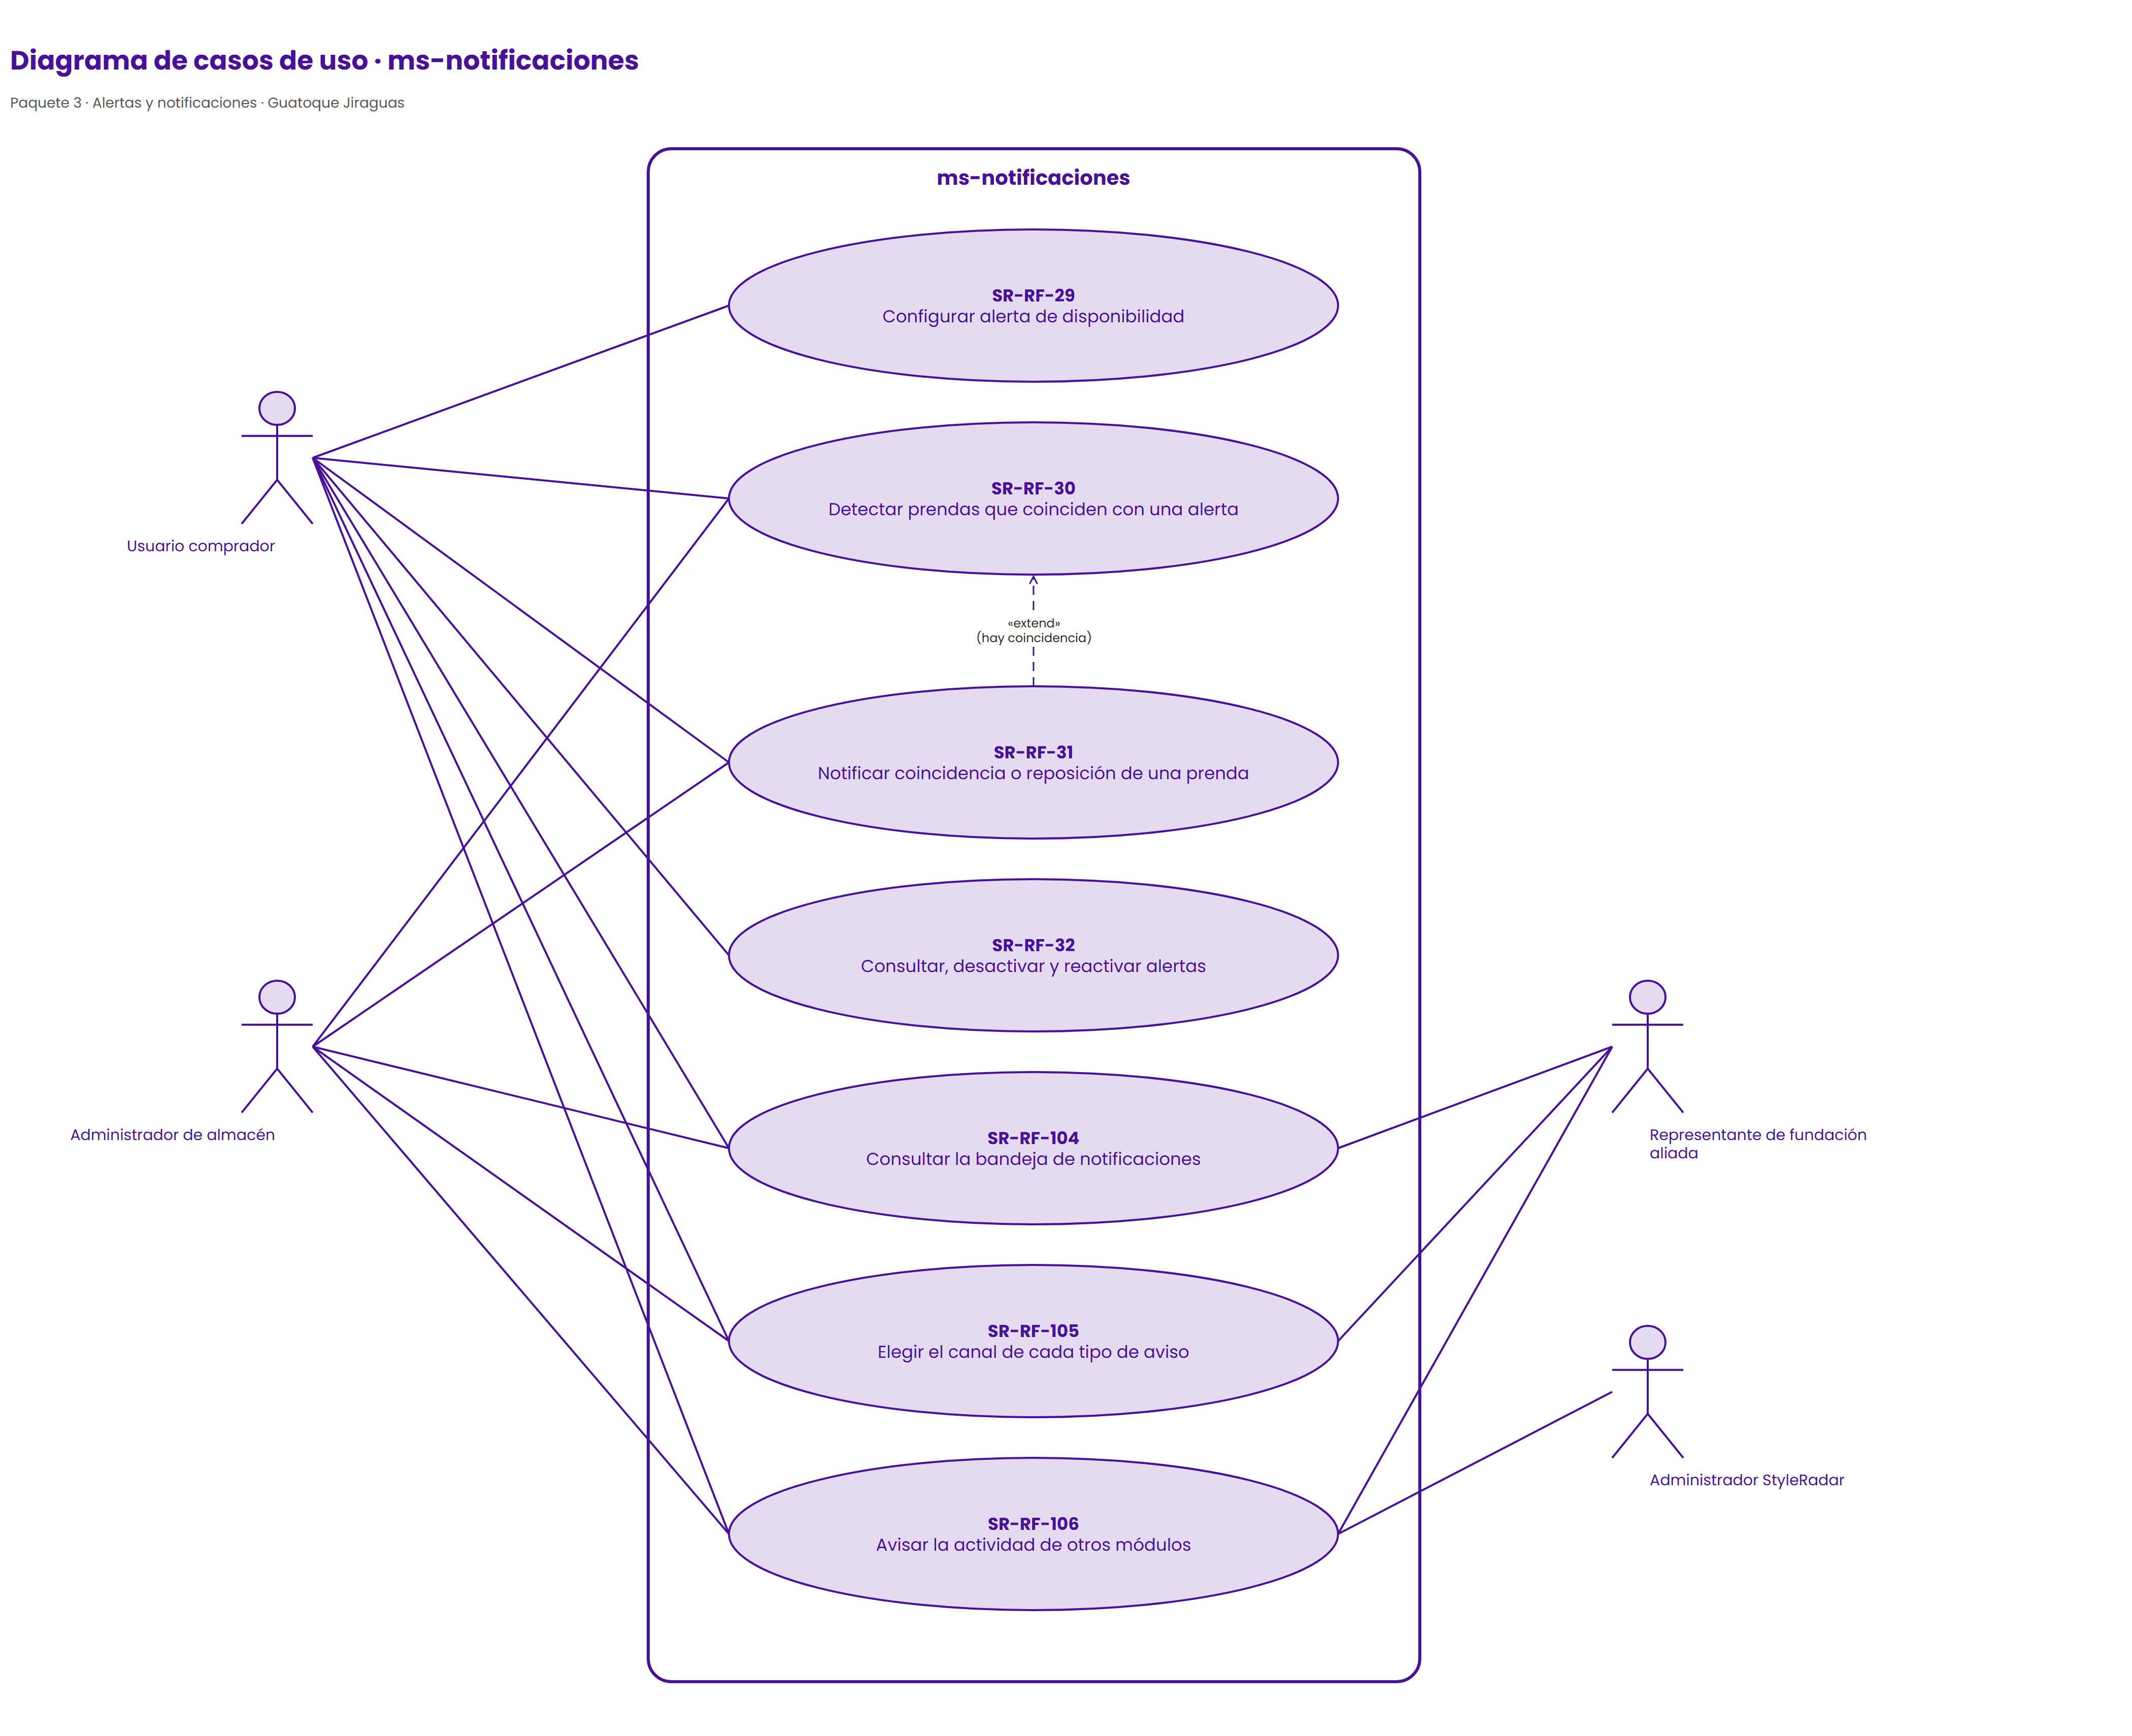 Diagrama de casos de uso · ms-notificaciones
Paquete 3 · Alertas y notificaciones · Guatoque Jiraguas
ms-notificaciones
SR-RF-29
Configurar alerta de disponibilidad
SR-RF-30
Detectar prendas que coinciden con una alerta
Usuario comprador
«extend»
(hay coincidencia)
SR-RF-31
Notificar coincidencia o reposición de una prenda
SR-RF-32
Consultar, desactivar y reactivar alertas
Administrador de almacén
SR-RF-104
Consultar la bandeja de notificaciones
Representante de fundación
aliada
SR-RF-105
Elegir el canal de cada tipo de aviso
Administrador StyleRadar
SR-RF-106
Avisar la actividad de otros módulos